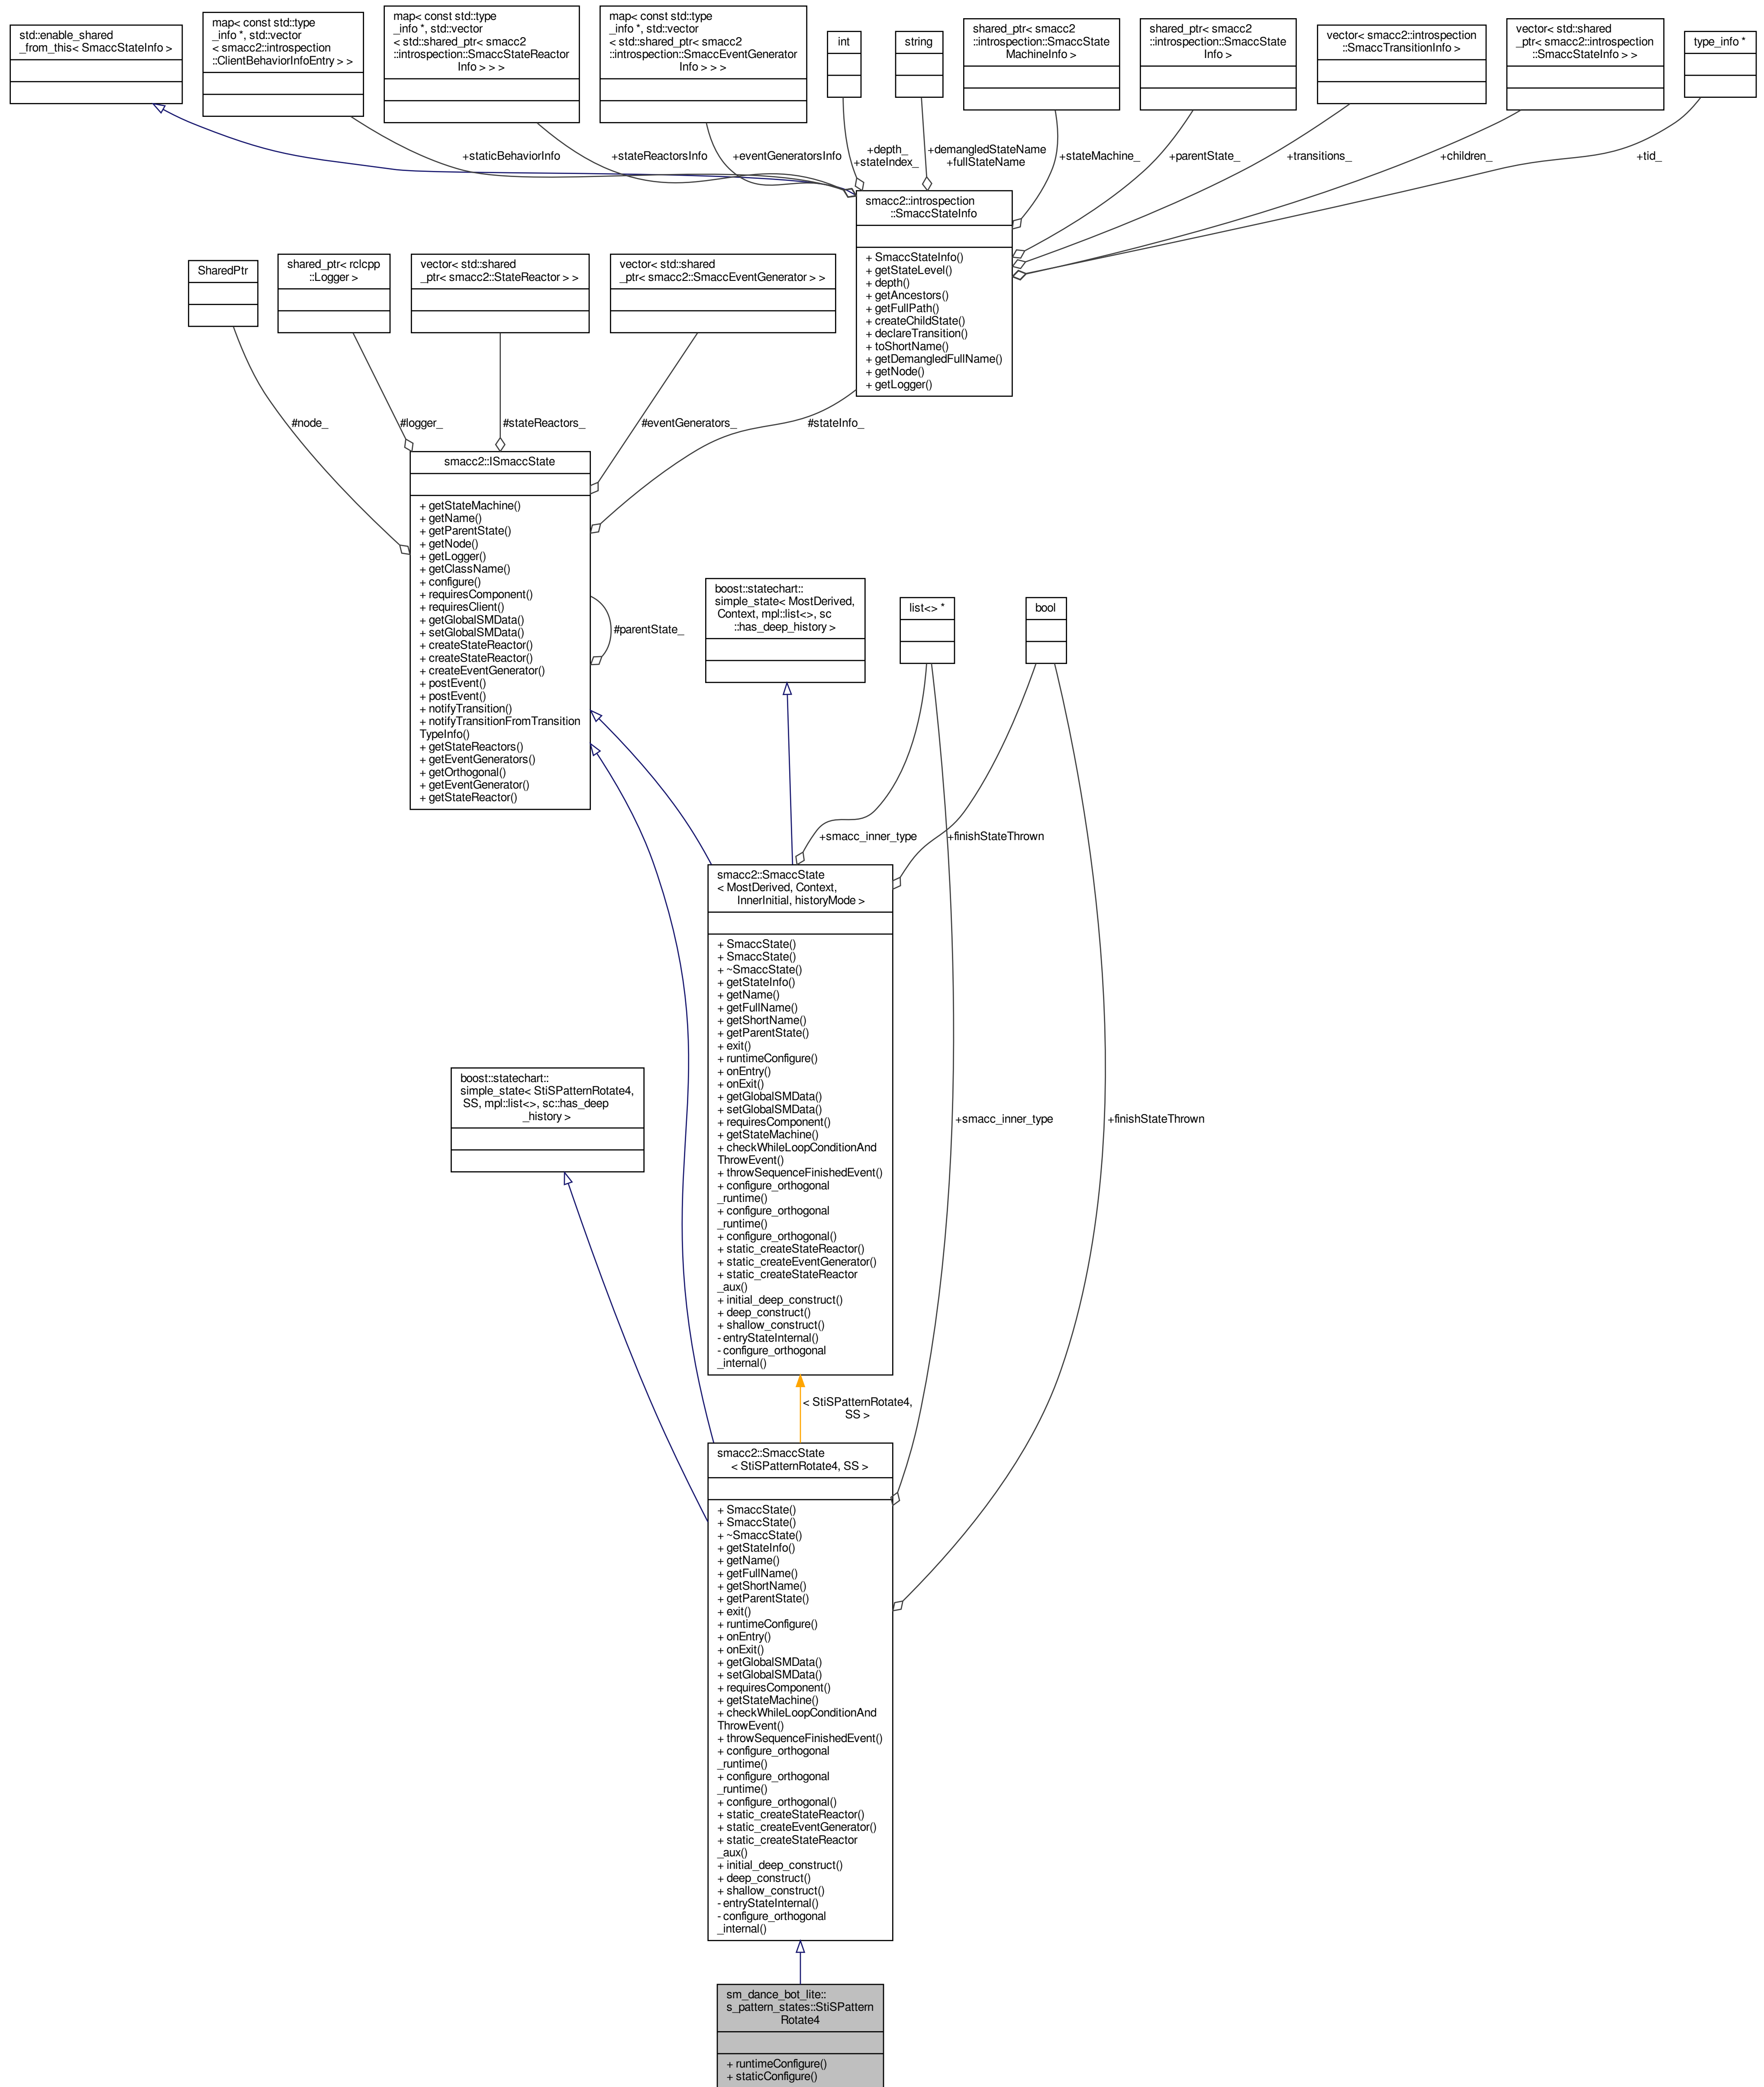 std::enable_shared
_from_this< SmaccStateInfo >
map< const std::type
_info *, std::vector
< smacc2::introspection
::ClientBehaviorInfoEntry > >
map< const std::type
_info *, std::vector
< std::shared_ptr< smacc2
::introspection::SmaccStateReactor
Info > > >
map< const std::type
_info *, std::vector
< std::shared_ptr< smacc2
::introspection::SmaccEventGenerator
Info > > >
int
string
shared_ptr< smacc2
::introspection::SmaccState
MachineInfo >
shared_ptr< smacc2
::introspection::SmaccState
Info >
vector< smacc2::introspection
::SmaccTransitionInfo >
vector< std::shared
_ptr< smacc2::introspection
::SmaccStateInfo > >
type_info *
+staticBehaviorInfo
+stateReactorsInfo
+eventGeneratorsInfo
+depth_
+stateIndex_
+demangledStateName
+fullStateName
+stateMachine_
+parentState_
+transitions_
+children_
+tid_
smacc2::introspection
::SmaccStateInfo
+ SmaccStateInfo()
+ getStateLevel()
+ depth()
+ getAncestors()
+ getFullPath()
+ createChildState()
+ declareTransition()
+ toShortName()
+ getDemangledFullName()
+ getNode()
+ getLogger()
SharedPtr
shared_ptr< rclcpp
::Logger >
vector< std::shared
_ptr< smacc2::StateReactor > >
vector< std::shared
_ptr< smacc2::SmaccEventGenerator > >
#node_
#logger_
#stateReactors_
#eventGenerators_
#stateInfo_
smacc2::ISmaccState
+ getStateMachine()
+ getName()
+ getParentState()
+ getNode()
+ getLogger()
+ getClassName()
+ configure()
+ requiresComponent()
+ requiresClient()
+ getGlobalSMData()
+ setGlobalSMData()
+ createStateReactor()
+ createStateReactor()
+ createEventGenerator()
+ postEvent()
+ postEvent()
+ notifyTransition()
+ notifyTransitionFromTransition
TypeInfo()
+ getStateReactors()
+ getEventGenerators()
+ getOrthogonal()
+ getEventGenerator()
+ getStateReactor()
#parentState_
boost::statechart::
simple_state< MostDerived,
Context, mpl::list<>, sc
::has_deep_history >
list<> *
bool
+smacc_inner_type
+finishStateThrown
smacc2::SmaccState
< MostDerived, Context,
InnerInitial, historyMode >
+ SmaccState()
+ SmaccState()
+ ~SmaccState()
+ getStateInfo()
+ getName()
+ getFullName()
+ getShortName()
+ getParentState()
+ exit()
+ runtimeConfigure()
+ onEntry()
+ onExit()
+ getGlobalSMData()
+ setGlobalSMData()
+ requiresComponent()
+ getStateMachine()
+ checkWhileLoopConditionAnd
ThrowEvent()
+ throwSequenceFinishedEvent()
+ configure_orthogonal
_runtime()
+ configure_orthogonal
_runtime()
+ configure_orthogonal()
+ static_createStateReactor()
+ static_createEventGenerator()
+ static_createStateReactor
_aux()
+ initial_deep_construct()
+ deep_construct()
+ shallow_construct()
- entryStateInternal()
- configure_orthogonal
_internal()
boost::statechart::
simple_state< StiSPatternRotate4,
SS, mpl::list<>, sc::has_deep
_history >
+smacc_inner_type
+finishStateThrown
< StiSPatternRotate4,
SS >
smacc2::SmaccState
< StiSPatternRotate4, SS >
+ SmaccState()
+ SmaccState()
+ ~SmaccState()
+ getStateInfo()
+ getName()
+ getFullName()
+ getShortName()
+ getParentState()
+ exit()
+ runtimeConfigure()
+ onEntry()
+ onExit()
+ getGlobalSMData()
+ setGlobalSMData()
+ requiresComponent()
+ getStateMachine()
+ checkWhileLoopConditionAnd
ThrowEvent()
+ throwSequenceFinishedEvent()
+ configure_orthogonal
_runtime()
+ configure_orthogonal
_runtime()
+ configure_orthogonal()
+ static_createStateReactor()
+ static_createEventGenerator()
+ static_createStateReactor
_aux()
+ initial_deep_construct()
+ deep_construct()
+ shallow_construct()
- entryStateInternal()
- configure_orthogonal
_internal()
sm_dance_bot_lite::
s_pattern_states::StiSPattern
Rotate4
+ runtimeConfigure()
+ staticConfigure()